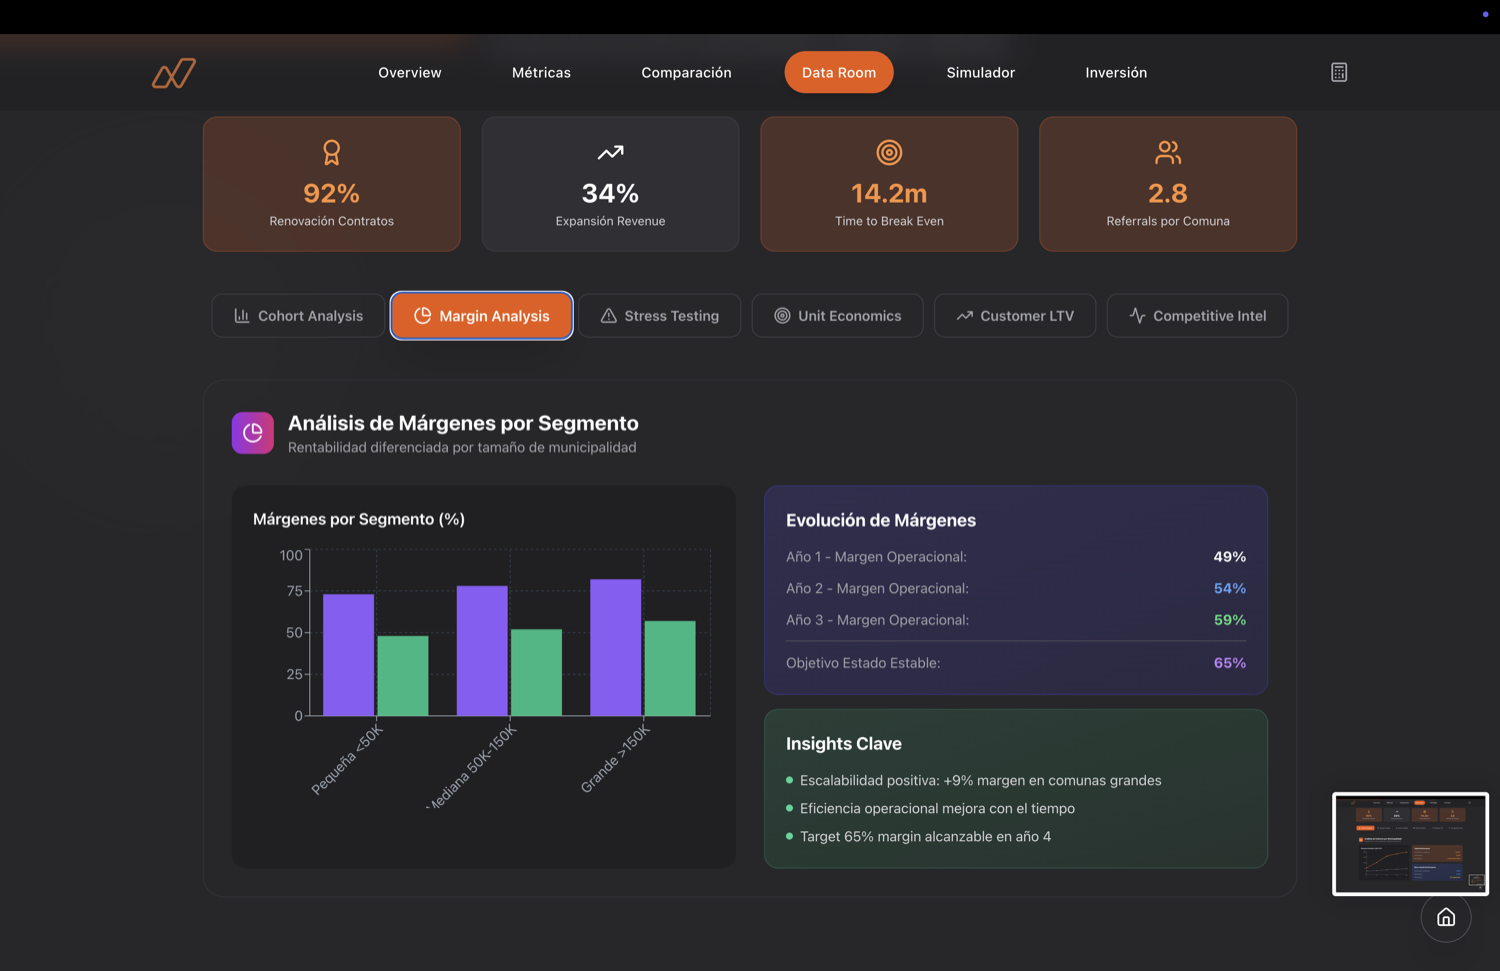 Overview
Métricas
Comparación
Data Room
Simulador
Inversión
92%
Renovación Contratos
34%
Expansión Revenue
14.2m
Time to Break Even
2.8
Referrals por Comuna
Cohort Analysis
Margin Analysis
Stress Testing
Unit Economics
Customer LTV
Competitive Intel
Análisis de Márgenes por Segmento
Rentabilidad diferenciada por tamaño de municipalidad
Márgenes por Segmento (%)
100
75
50
25
0
Pequeña <50K
Mediana 50K-150K
Grande >150K
Evolución de Márgenes
Año 1 - Margen Operacional: 49%
Año 2 - Margen Operacional: 54%
Año 3 - Margen Operacional: 59%
Objetivo Estado Estable: 65%
Insights Clave
Escalabilidad positiva: +9% margen en comunas grandes
Eficiencia operacional mejora con el tiempo
Target 65% margin alcanzable en año 4